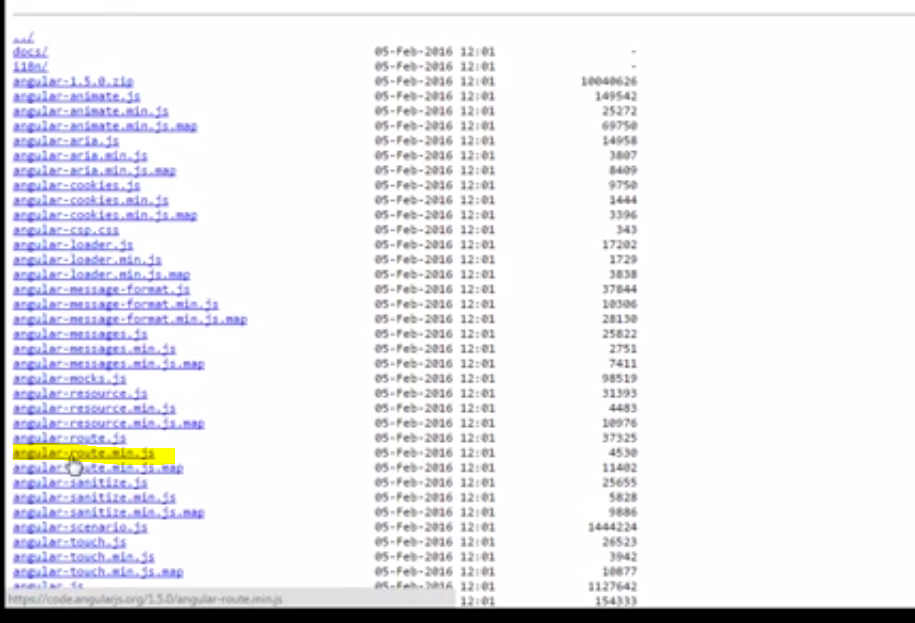 ../
docs/ 05-Feb-2016 12:01 -
i18n/ 05-Feb-2016 12:01 -
angular-1.5.0.zip 05-Feb-2016 12:01 10040626
angular-animate.js 05-Feb-2016 12:01 149542
angular-animate.min.js 05-Feb-2016 12:01 25272
angular-animate.min.js.map 05-Feb-2016 12:01 69750
angular-aria.js 05-Feb-2016 12:01 14958
angular-aria.min.js 05-Feb-2016 12:01 3807
angular-aria.min.js.map 05-Feb-2016 12:01 8409
angular-cookies.js 05-Feb-2016 12:01 9750
angular-cookies.min.js 05-Feb-2016 12:01 1444
angular-cookies.min.js.map 05-Feb-2016 12:01 3396
angular-csp.css 05-Feb-2016 12:01 343
angular-loader.js 05-Feb-2016 12:01 17202
angular-loader.min.js 05-Feb-2016 12:01 1729
angular-loader.min.js.map 05-Feb-2016 12:01 3838
angular-message-format.js 05-Feb-2016 12:01 37844
angular-message-format.min.js 05-Feb-2016 12:01 10306
angular-message-format.min.js.map 05-Feb-2016 12:01 28130
angular-messages.js 05-Feb-2016 12:01 25822
angular-messages.min.js 05-Feb-2016 12:01 2751
angular-messages.min.js.map 05-Feb-2016 12:01 7411
angular-mocks.js 05-Feb-2016 12:01 98519
angular-resource.js 05-Feb-2016 12:01 31393
angular-resource.min.js 05-Feb-2016 12:01 4483
angular-resource.min.js.map 05-Feb-2016 12:01 10976
angular-route.js 05-Feb-2016 12:01 37325
angular-route.min.js 05-Feb-2016 12:01 4530
angular-route.min.js.map 05-Feb-2016 12:01 11402
angular-sanitize.js 05-Feb-2016 12:01 25655
angular-sanitize.min.js 05-Feb-2016 12:01 5828
angular-sanitize.min.js.map 05-Feb-2016 12:01 9886
angular-scenario.js 05-Feb-2016 12:01 1444224
angular-touch.js 05-Feb-2016 12:01 26523
angular-touch.min.js 05-Feb-2016 12:01 3942
angular-touch.min.js.map 05-Feb-2016 12:01 10877
angular.js 05-Feb-2016 12:01 1127642
https://code.angularjs.org/1.5.0/angular-route.min.js 12:01 154333